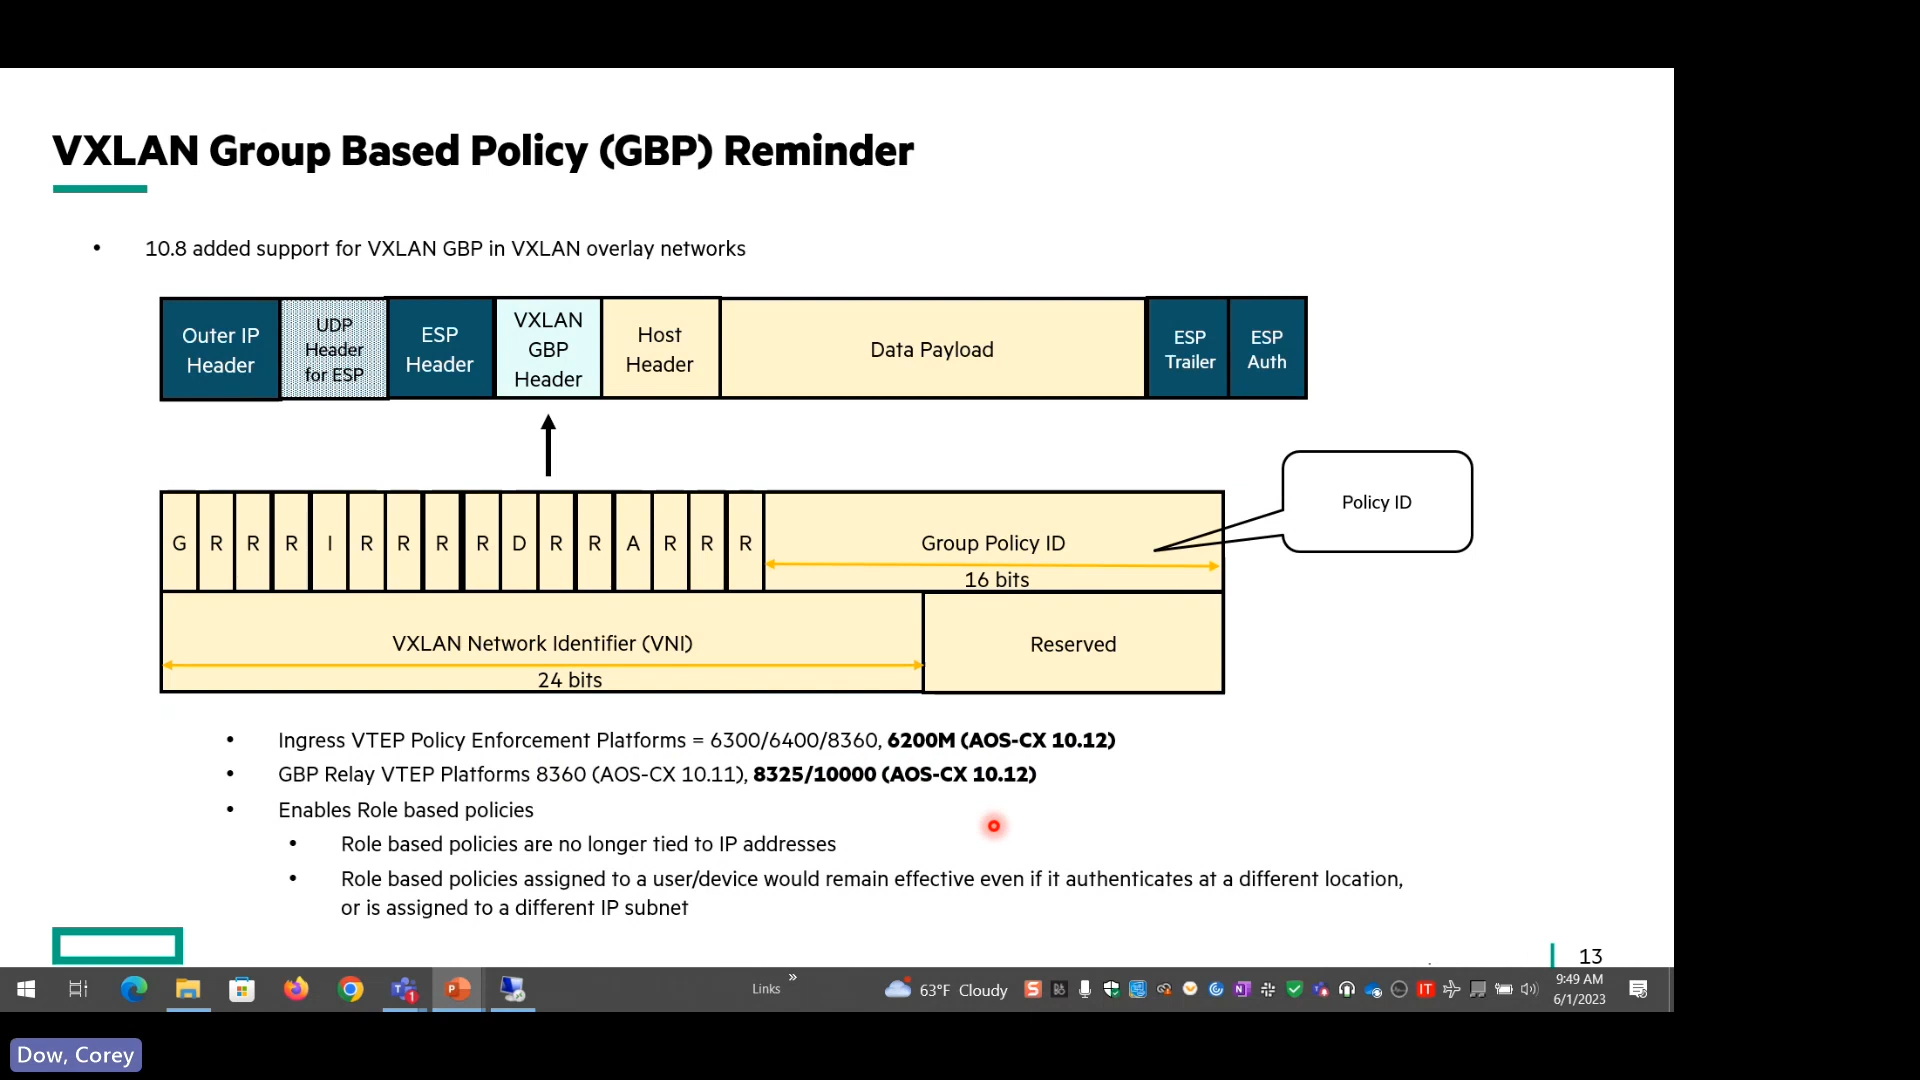 VXLAN Group Based Policy (GBP) Reminder
• 10.8 added support for VXLAN GBP in VXLAN overlay networks
Outer IP
Header
UDP
Header
for ESP
ESP
Header
VXLAN
GBP
Header
Host
Header
Data Payload
ESP
Trailer
ESP
Auth
Policy ID
G R R R I R R R R D R R A R R R
Group Policy ID
16 bits
VXLAN Network Identifier (VNI)
24 bits
Reserved
• Ingress VTEP Policy Enforcement Platforms = 6300/6400/8360, 6200M (AOS-CX 10.12)
• GBP Relay VTEP Platforms 8360 (AOS-CX 10.11), 8325/10000 (AOS-CX 10.12)
• Enables Role based policies
• Role based policies are no longer tied to IP addresses
• Role based policies assigned to a user/device would remain effective even if it authenticates at a different location,
or is assigned to a different IP subnet
13
Links
»
63°F Cloudy
9:49 AM
6/1/2023
Dow, Corey